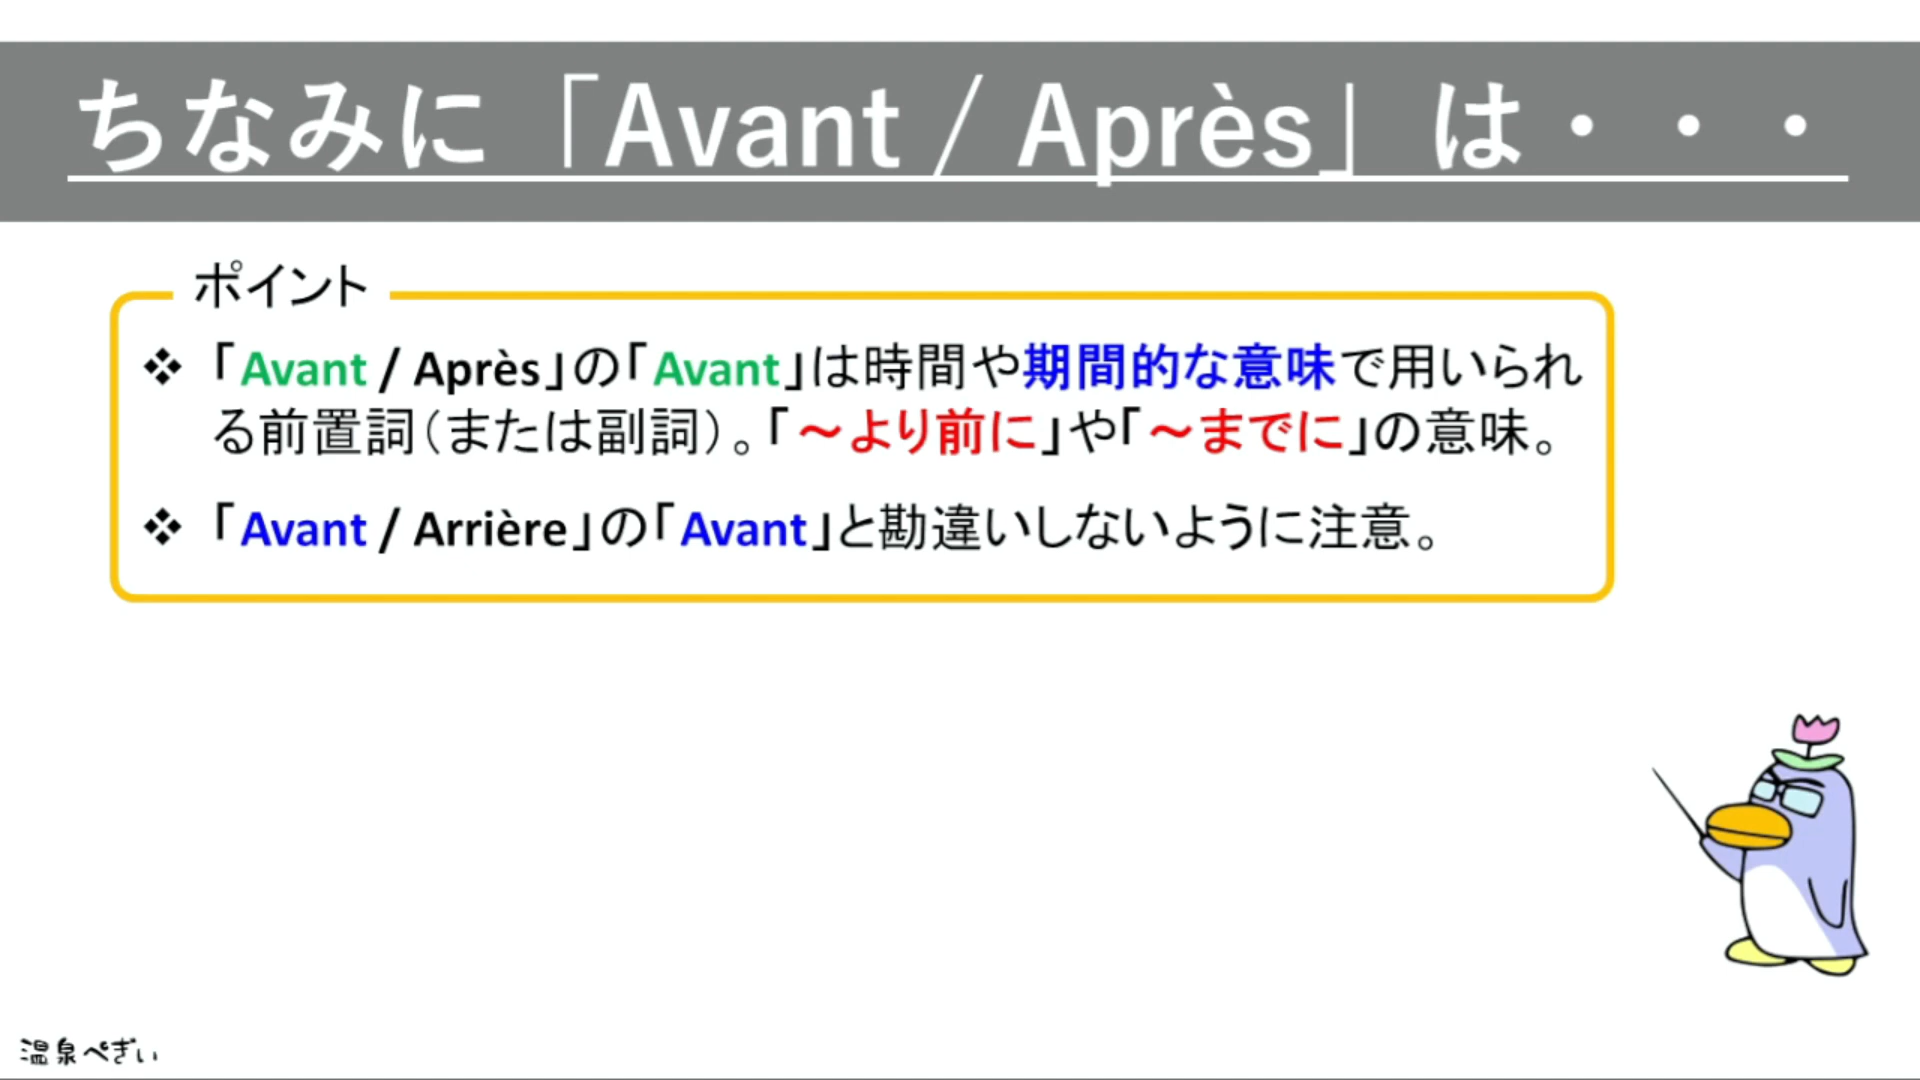 ちなみに「Avant / Après」は・・・
ポイント
❖ 「Avant / Après」の「Avant」は時間や期間的な意味で用いられ
る前置詞(または副詞)。「～より前に」や「～までに」の意味。
❖ 「Avant / Arrière」の「Avant」と勘違いしないように注意。
温泉ぺぎぃ